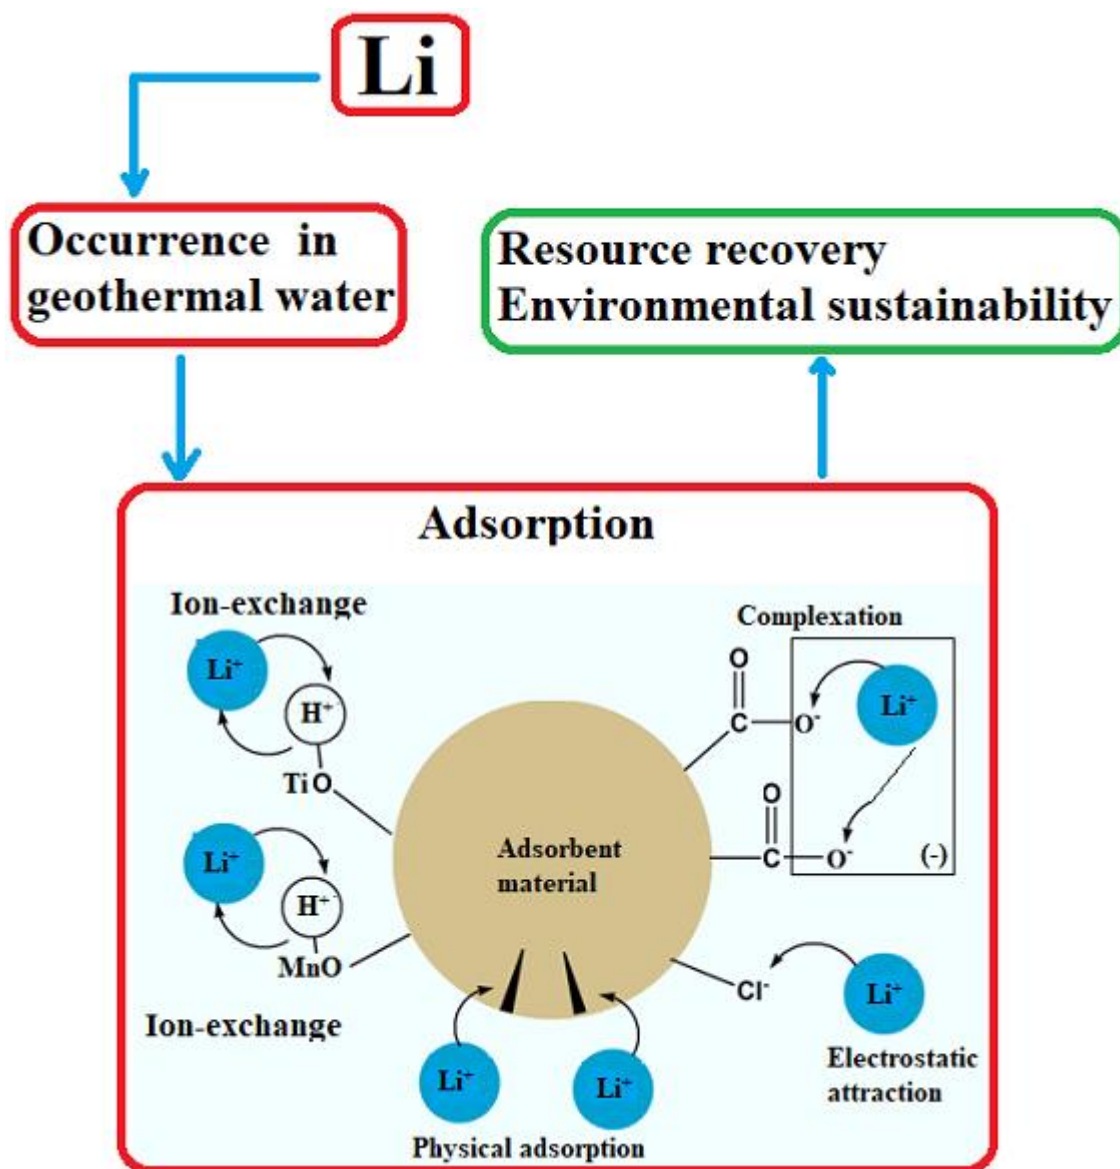 Li
Occurrence in
geothermal water
Resource recovery
Environmental sustainability
Adsorption
Ion-exchange
Li⁺
H⁺
TiO
Li⁺
H⁺
MnO
Ion-exchange
Adsorbent
material
Complexation
O
C
O⁻
Li⁺
O
C
O⁻
(-)
Cl⁻
Li⁺
Electrostatic
attraction
Li⁺
Li⁺
Physical adsorption